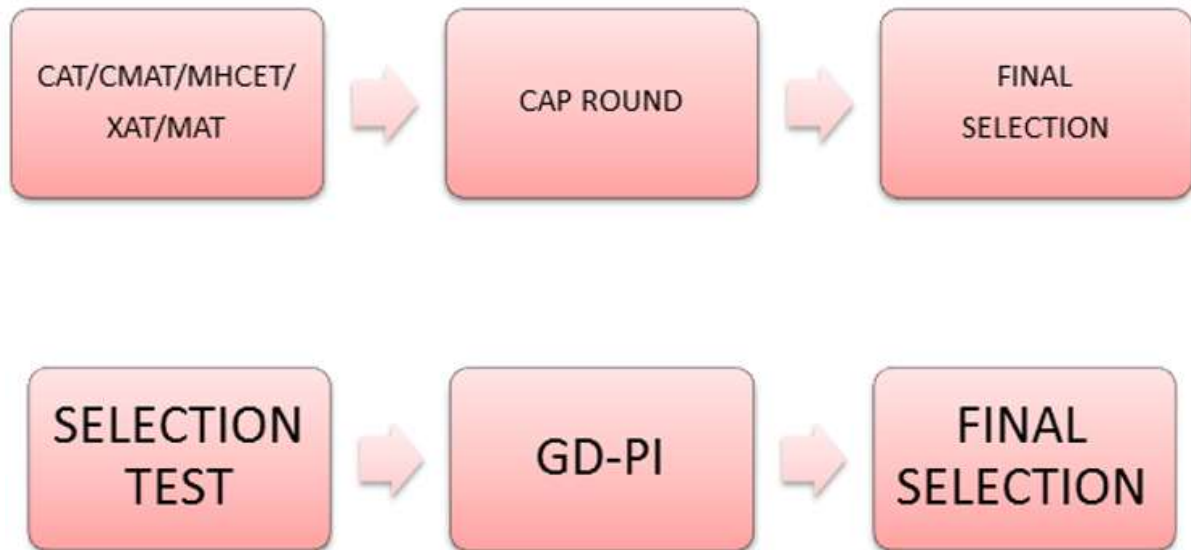 CAT/CMAT/MHCET/
XAT/MAT
CAP ROUND
FINAL
SELECTION
SELECTION
TEST
GD-PI
FINAL
SELECTION